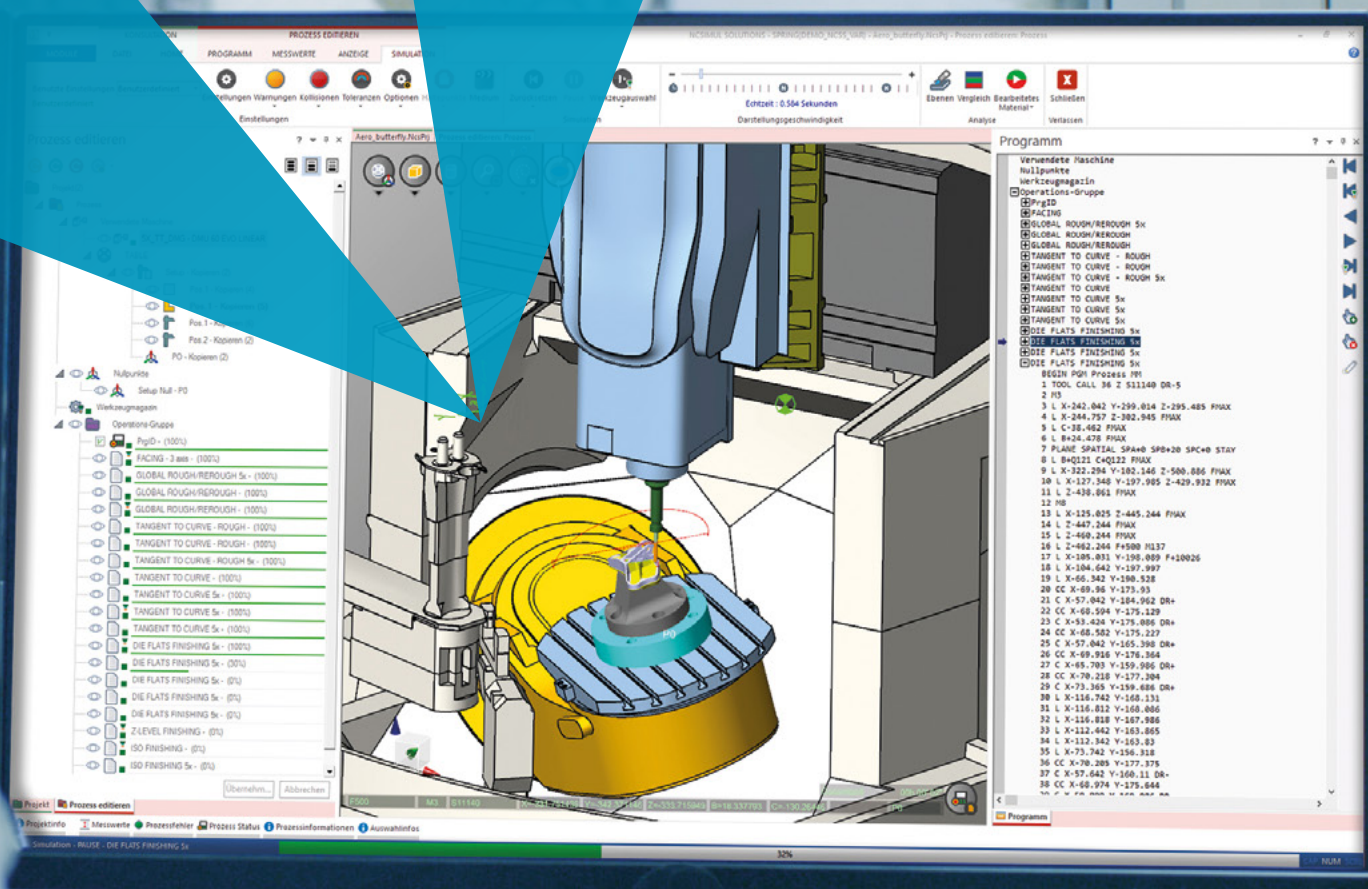 PROZESS EDITIEREN
NCSIMUL SOLUTIONS - SPRING(DEMO_NCSS_VAR) - Aero_butterfly.NcsPrj - Prozess editieren: Prozess
PROGRAMM MESSWERTE ANZEIGE
Warnungen Kollisionen Toleranzen Optionen
Einstellungen
Echtzeit : 0.564 Sekunden
Darstellungsgeschwindigkeit
Ebenen Vergleich Bearbeitetes Material
Analyse
Schließen
Verlassen
Prozess editieren
Aero_butterfly.NcsPrj
Pos.1 - Kopieren (2)
Pos.2 - Kopieren (2)
P0 - Kopieren (2)
Nullpunkte
Setup Null - P0
Werkzeugmagazin
Operations-Gruppe
PrgID - (100%)
FACING - 3 axes - (100%)
GLOBAL ROUGH/REROUGH 5x - (100%)
GLOBAL ROUGH/REROUGH - (100%)
GLOBAL ROUGH/REROUGH - (100%)
TANGENT TO CURVE - ROUGH - (100%)
TANGENT TO CURVE - ROUGH - (100%)
TANGENT TO CURVE - ROUGH 5x - (100%)
TANGENT TO CURVE - (100%)
TANGENT TO CURVE 5x - (100%)
TANGENT TO CURVE 5x - (100%)
TANGENT TO CURVE 5x - (100%)
DIE FLATS FINISHING 5x - (100%)
DIE FLATS FINISHING 5x - (30%)
DIE FLATS FINISHING 5x - (0%)
DIE FLATS FINISHING 5x - (0%)
DIE FLATS FINISHING 5x - (0%)
Z-LEVEL FINISHING - (0%)
ISO FINISHING - (0%)
ISO FINISHING 5x - (0%)
Übernehm... Abbrechen
Projekt Prozess editieren
Projektinfo Messwerte Prozessfehler Prozess Status Prozessinformationen Auswahlinfos
Simulation - PAUSE - DIE FLATS FINISHING 5x
32%
NUM
P0
F500 M3 S11140
Programm
Verwendete Maschine
Nullpunkte
Werkzeugmagazin
Operations-Gruppe
PrgID
FACING
GLOBAL ROUGH/REROUGH 5x
GLOBAL ROUGH/REROUGH
GLOBAL ROUGH/REROUGH
TANGENT TO CURVE - ROUGH
TANGENT TO CURVE - ROUGH
TANGENT TO CURVE - ROUGH 5x
TANGENT TO CURVE
TANGENT TO CURVE 5x
TANGENT TO CURVE 5x
TANGENT TO CURVE 5x
DIE FLATS FINISHING 5x
DIE FLATS FINISHING 5x
DIE FLATS FINISHING 5x
DIE FLATS FINISHING 5x
BEGIN PGM Prozess MM
1 TOOL CALL 36 Z S11140 DR-5
2 M3
3 L X-242.042 Y-299.014 Z-295.485 FMAX
4 L X-244.757 Z-302.945 FMAX
5 L C-38.462 FMAX
6 L B+24.478 FMAX
7 PLANE SPATIAL SPA+0 SPB+20 SPC+0 STAY
8 L B+Q121 C+Q122 FMAX
9 L X-322.294 Y-102.146 Z-500.886 FMAX
10 L X-127.348 Y-197.985 Z-429.932 FMAX
11 L Z-438.861 FMAX
12 M8
13 L X-125.025 Z-445.244 FMAX
14 L Z-447.244 FMAX
15 L Z-460.244 FMAX
16 L Z-462.244 F+500 M137
17 L X-105.031 Y-198.089 F+10026
18 L X-104.642 Y-197.997
19 L X-66.342 Y-190.528
20 CC X-69.96 Y-173.93
21 C X-57.042 Y-184.962 DR+
22 CC X-68.594 Y-175.129
23 C X-53.424 Y-175.086 DR+
24 CC X-68.582 Y-175.227
25 C X-57.042 Y-165.398 DR+
26 CC X-69.916 Y-176.364
27 C X-65.703 Y-159.906 DR+
28 CC X-70.218 Y-177.304
29 C X-73.365 Y-159.686 DR+
30 L X-116.742 Y-168.131
31 L X-116.812 Y-168.086
32 L X-116.818 Y-167.986
33 L X-112.442 Y-163.865
34 L X-112.342 Y-163.83
35 L X-73.742 Y-156.318
36 CC X-70.205 Y-177.375
37 C X-57.642 Y-160.11 DR-
38 CC X-68.974 Y-175.644
Programm